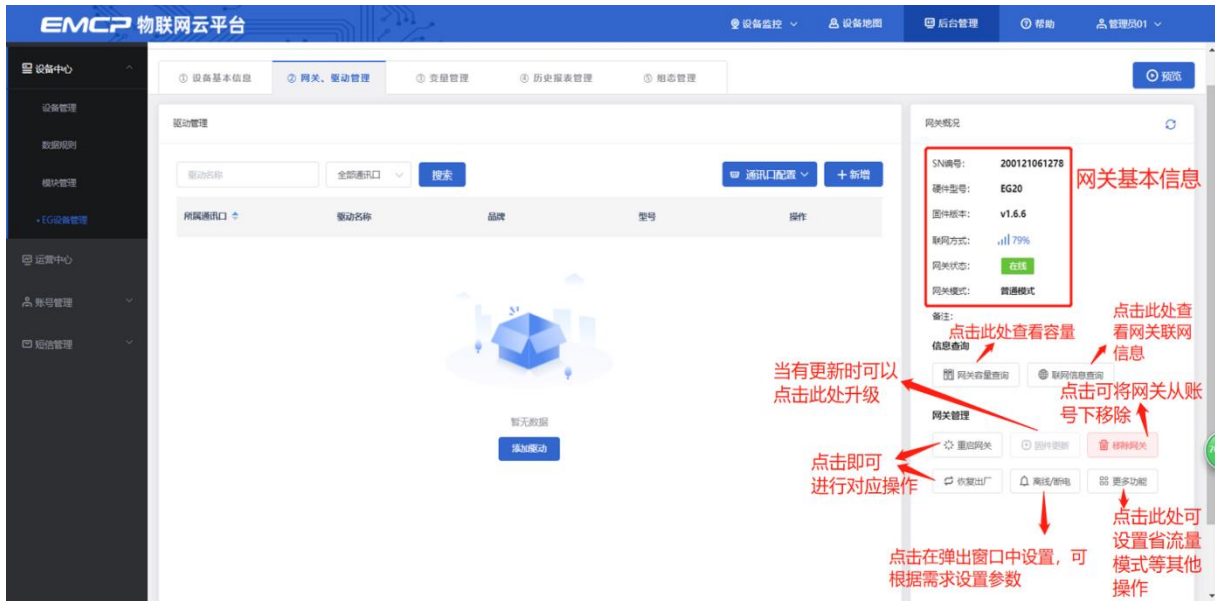 EMCP 物联网云平台
设备监控
设备地图
后台管理
帮助
管理员01
设备中心
设备管理
数据规则
模块管理
EG设备管理
运营中心
账号管理
短信管理
① 设备基本信息
② 网关、驱动管理
③ 变量管理
④ 历史报表管理
⑤ 组态管理
预览
驱动管理
驱动名称
全部通讯口
搜索
通讯口配置
+ 新增
所属通讯口
驱动名称
品牌
型号
操作
暂无数据
添加驱动
网关概况
SN编号: 200121061278
硬件型号: EG20
固件版本: v1.6.6
联网方式: 79%
网关状态: 在线
网关模式: 普通模式
网关基本信息
备注:
点击此处查看容量
点击此处查
看网关联网
信息
信息查询
网关容量查询
联网信息查询
当有更新时可以
点击此处升级
点击可将网关从账
号下移除
网关管理
重启网关
固件更新
移除网关
点击即可
进行对应操作
恢复出厂
离线/断电
更多功能
点击此处可
设置省流量
模式等其他
操作
点击在弹出窗口中设置，可
根据需求设置参数